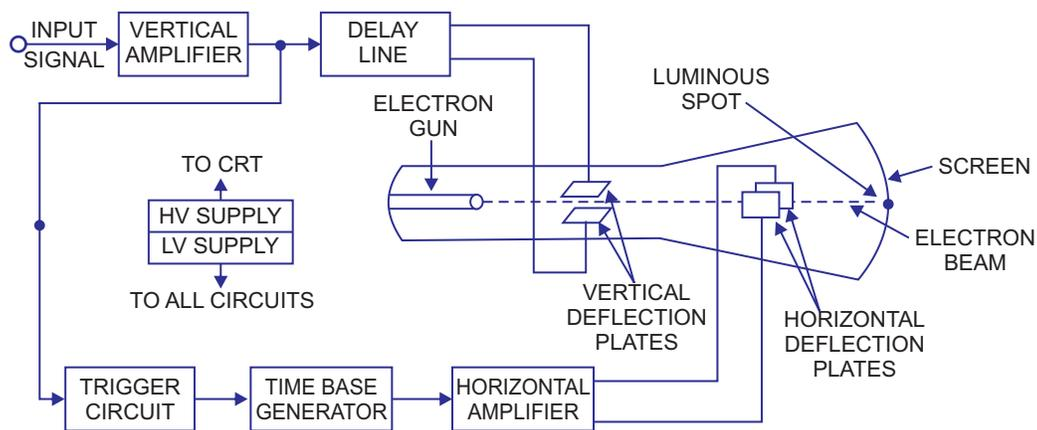 INPUT
SIGNAL
VERTICAL
AMPLIFIER
DELAY
LINE
LUMINOUS
SPOT
ELECTRON
GUN
SCREEN
TO CRT
HV SUPPLY
LV SUPPLY
TO ALL CIRCUITS
ELECTRON
BEAM
VERTICAL
DEFLECTION
PLATES
HORIZONTAL
DEFLECTION
PLATES
TRIGGER
CIRCUIT
TIME BASE
GENERATOR
HORIZONTAL
AMPLIFIER